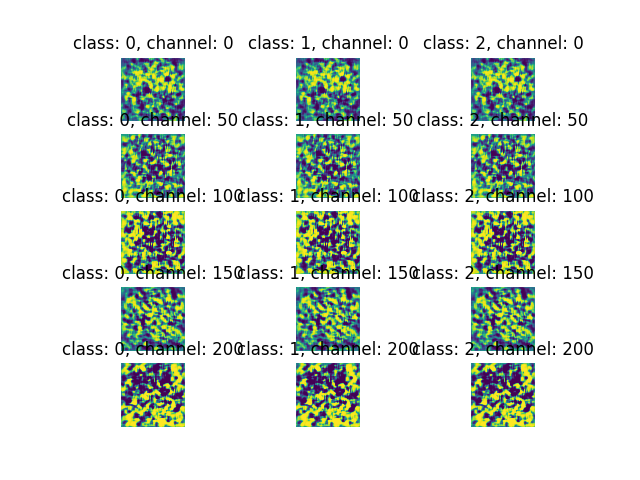 class: 0, channel: 0 class: 1, channel: 0 class: 2, channel: 0
class: 0, channel: 50 class: 1, channel: 50 class: 2, channel: 50
class: 0, channel: 100 class: 1, channel: 100 class: 2, channel: 100
class: 0, channel: 150 class: 1, channel: 150 class: 2, channel: 150
class: 0, channel: 200 class: 1, channel: 200 class: 2, channel: 200